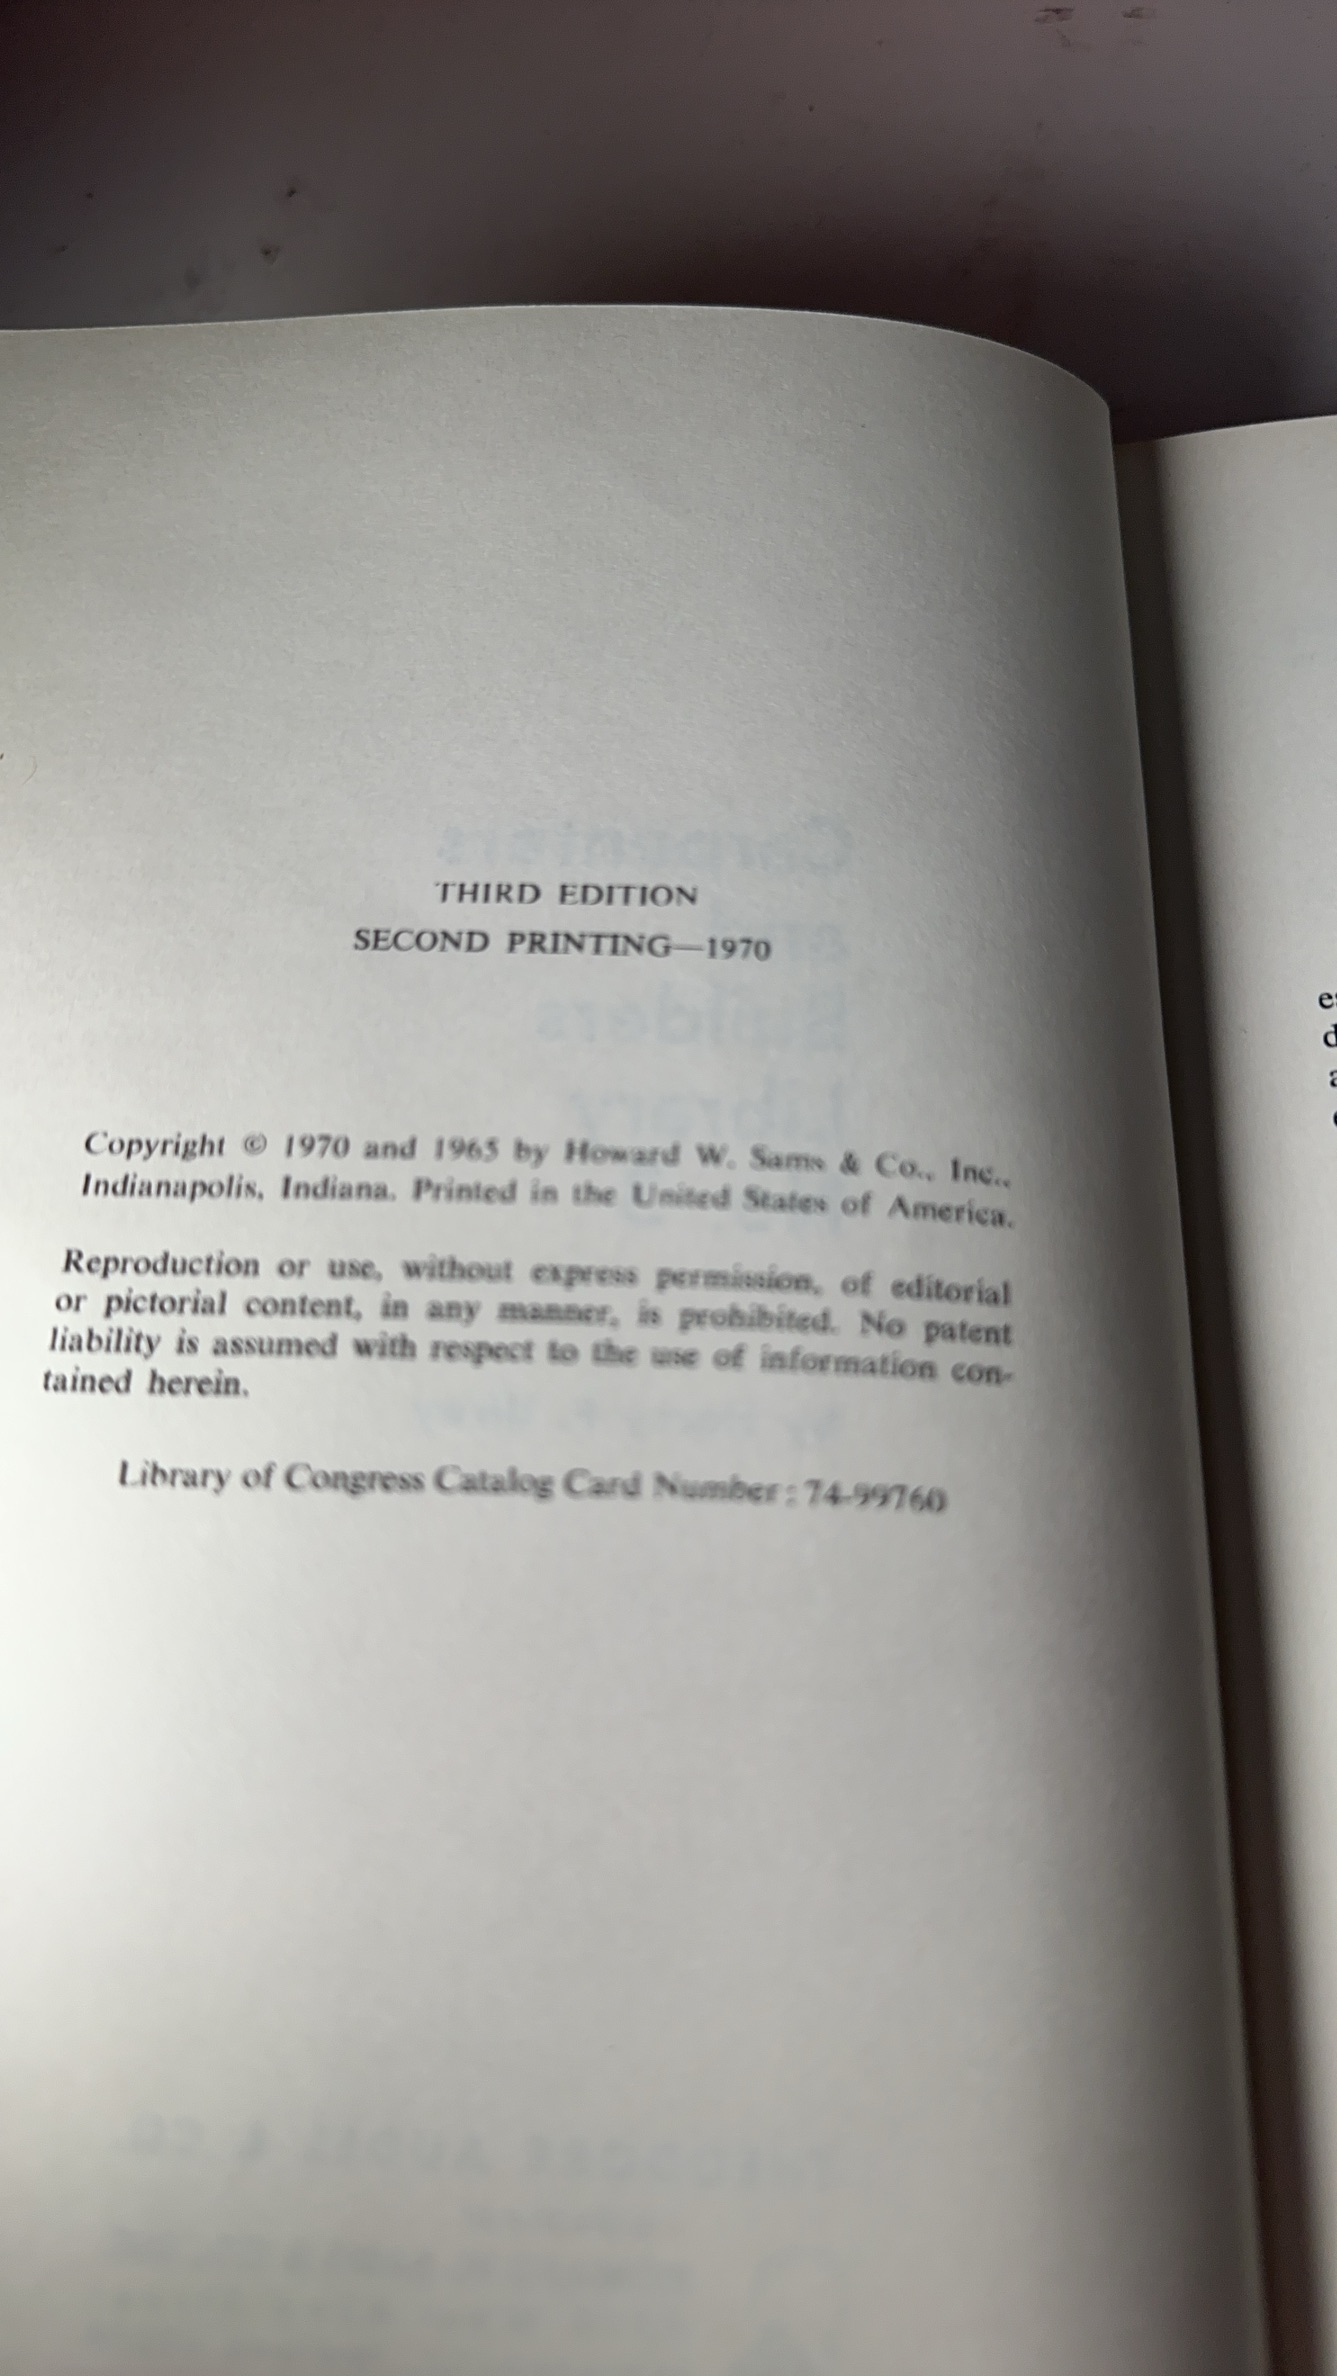 THIRD EDITION
SECOND PRINTING—1970
Copyright © 1970 and 1965 by Howard W. Sams & Co., Inc.,
Indianapolis, Indiana. Printed in the United States of America.
Reproduction or use, without express permission, of editorial
or pictorial content, in any manner, is prohibited. No patent
liability is assumed with respect to the use of information con-
tained herein.
Library of Congress Catalog Card Number: 74-99760